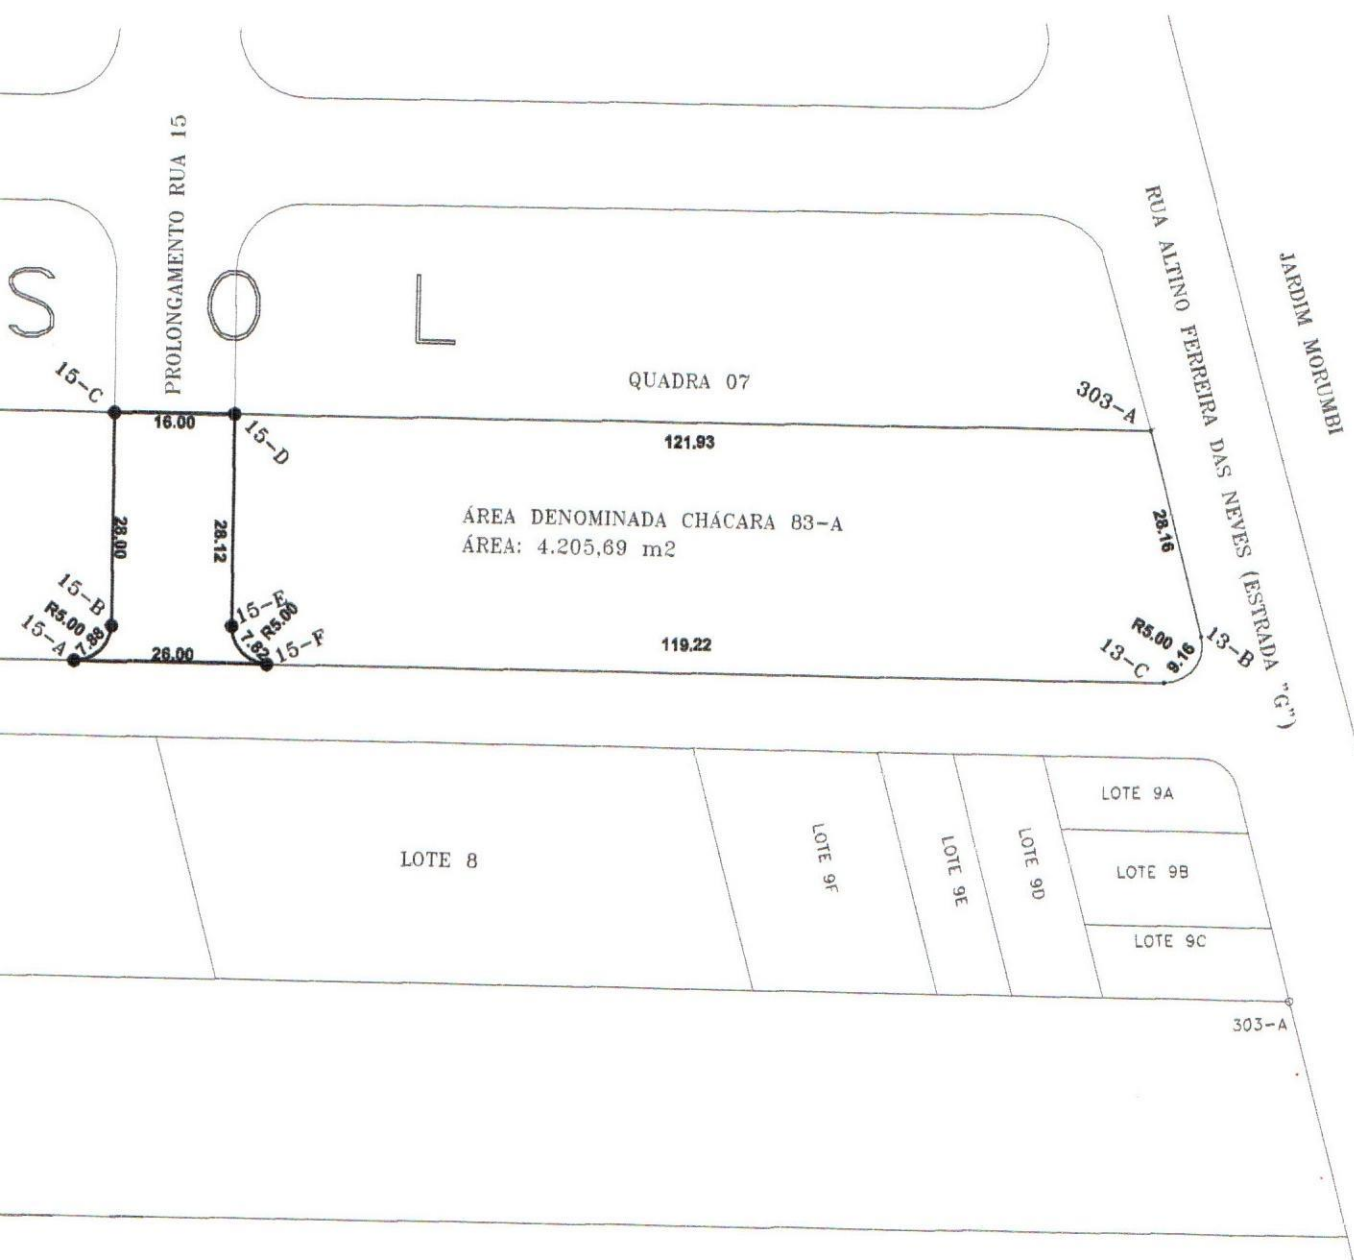 PROLONGAMENTO RUA 15
RUA ALTINO FERREIRA DAS NEVES (ESTRADA "G")
JARDIM MORUMBI
S O L
QUADRA 07
15-C
16.00
15-D
121.93
303-A
28.00
28.12
ÁREA DENOMINADA CHÁCARA 83-A
ÁREA: 4.205,69 m2
28.16
15-B
R5.00
7.88
15-A
26.00
15-E
R5.00
7.82
15-F
119.22
R5.00
9.16
13-B
13-C
LOTE 8
LOTE 9F
LOTE 9E
LOTE 9D
LOTE 9A
LOTE 9B
LOTE 9C
303-A